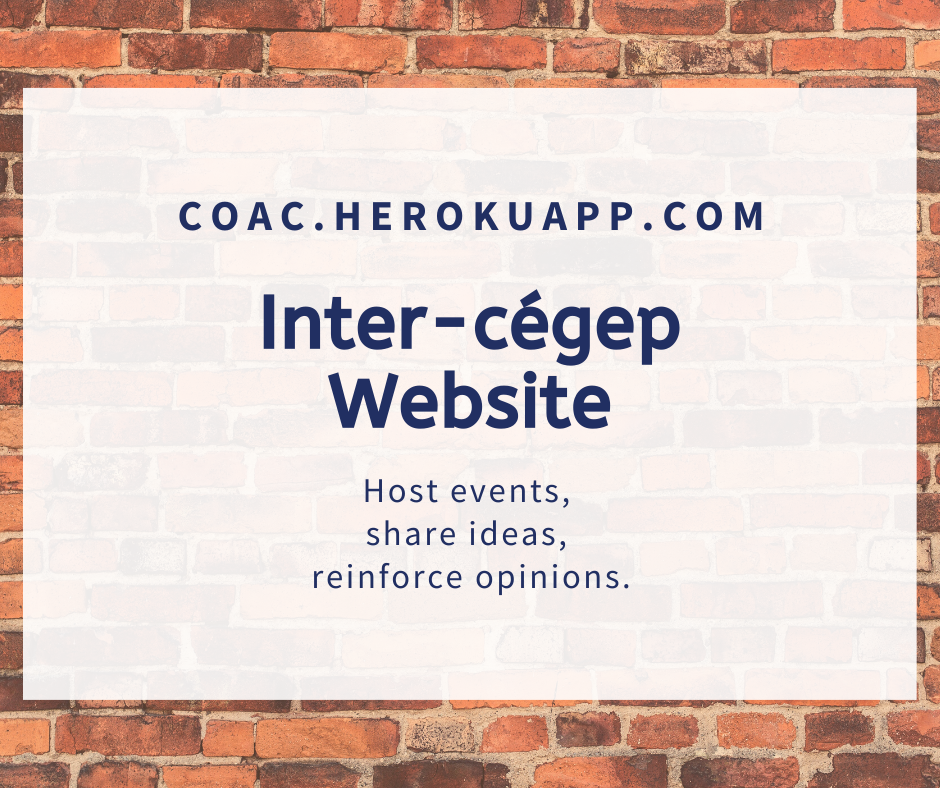 COAC.HEROKUAPP.COM
Inter-cégep
Website
Host events,
share ideas,
reinforce opinions.